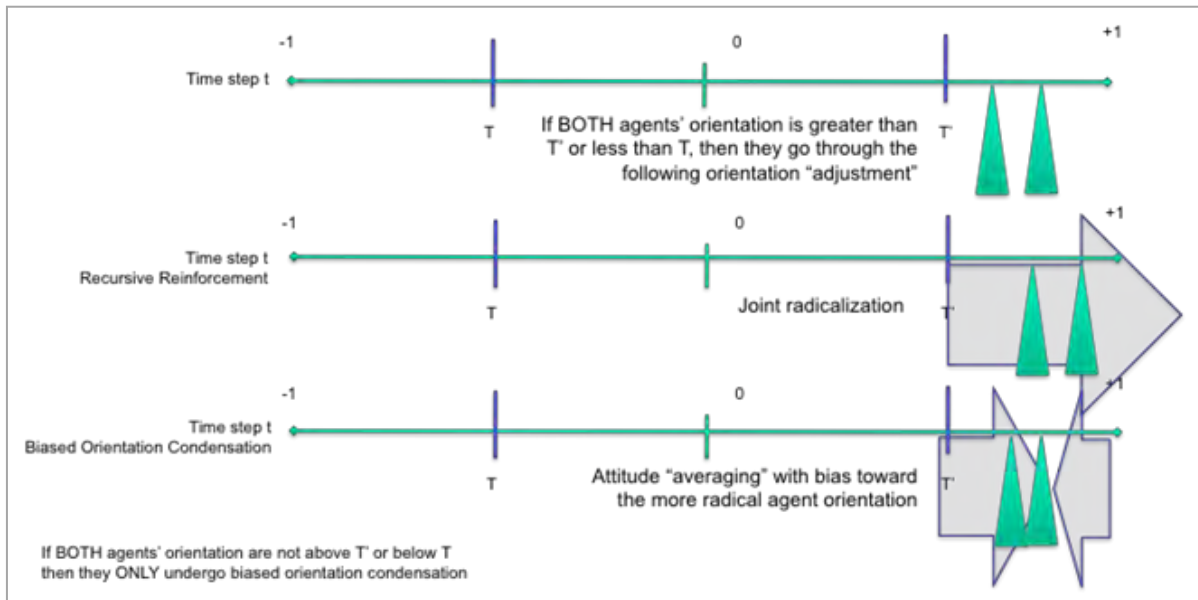 -1
0
+1
Time step t
T
T'
If BOTH agents' orientation is greater than
T' or less than T, then they go through the
following orientation “adjustment”
-1
0
+1
Time step t
Recursive Reinforcement
T
Joint radicalization
T'
-1
0
+1
Time step t
Biased Orientation Condensation
T
Attitude “averaging” with bias toward
the more radical agent orientation
T'
If BOTH agents' orientation are not above T' or below T
then they ONLY undergo biased orientation condensation